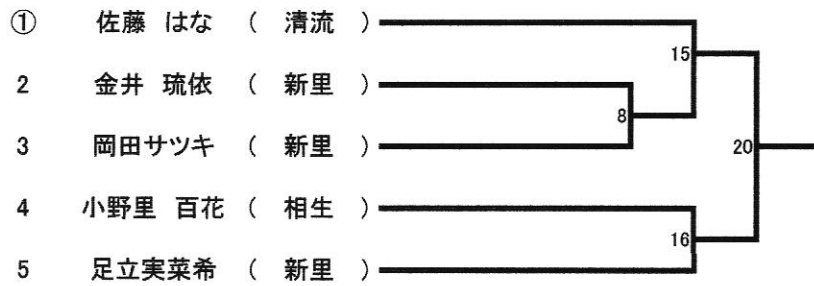 ① 佐藤 はな ( 清流 )
15
2 金井 琉依 ( 新里 )
8
3 岡田サツキ ( 新里 )
20
4 小野里 百花 ( 相生 )
16
5 足立実菜希 ( 新里 )